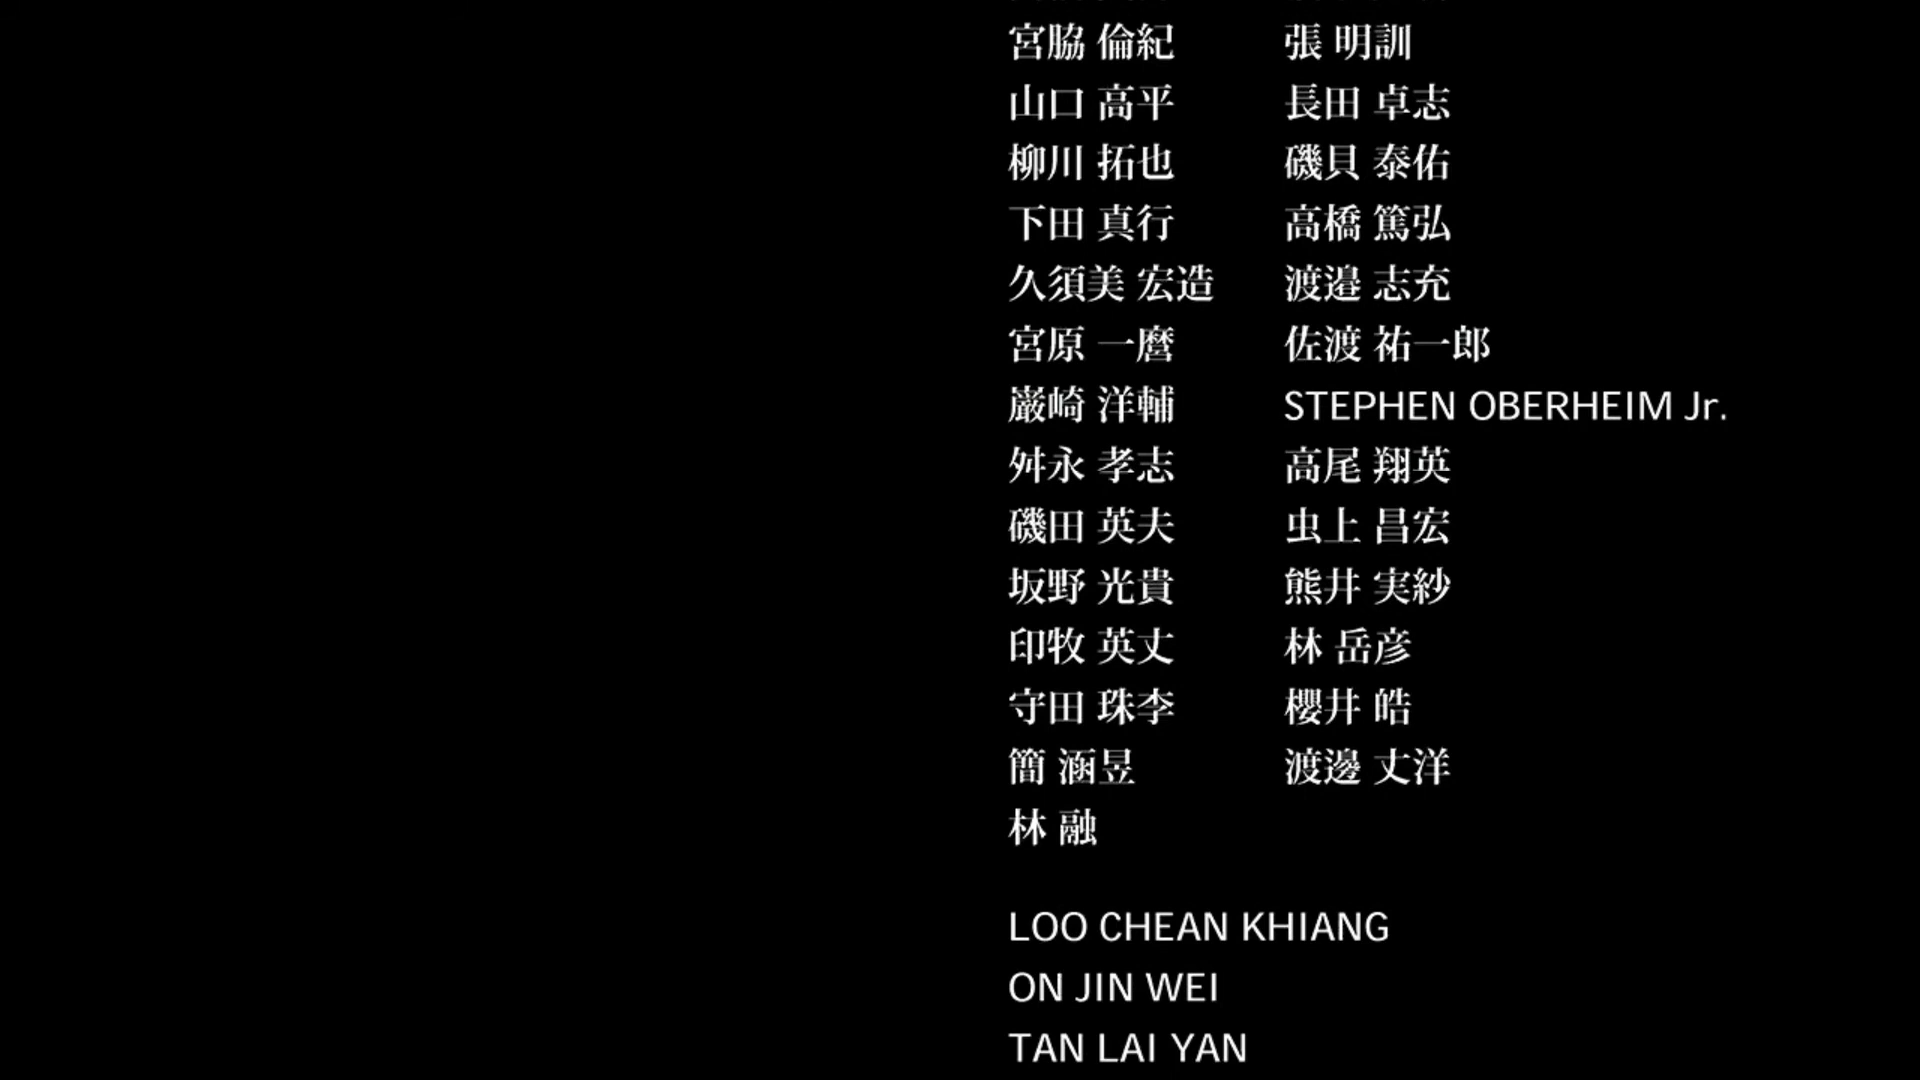 宮脇 倫紀 張 明訓
山口 高平 長田 卓志
柳川 拓也 磯貝 泰佑
下田 真行 高橋 篤弘
久須美 宏造 渡邉 志充
宮原 一麿 佐渡 祐一郎
巌崎 洋輔 STEPHEN OBERHEIM Jr.
舛永 孝志 高尾 翔英
磯田 英夫 虫上 昌宏
坂野 光貴 熊井 実紗
印牧 英丈 林 岳彦
守田 珠李 櫻井 皓
簡 涵昱 渡邊 丈洋
林 融
LOO CHEAN KHIANG
ON JIN WEI
TAN LAI YAN